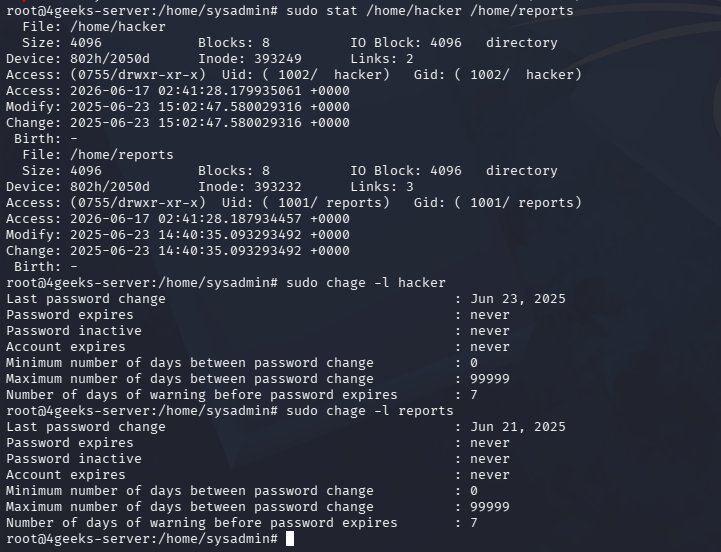 root@4geeks-server:/home/sysadmin# sudo stat /home/hacker /home/reports
  File: /home/hacker
  Size: 4096            Blocks: 8          IO Block: 4096   directory
Device: 802h/2050d      Inode: 393249      Links: 2
Access: (0755/drwxr-xr-x)  Uid: ( 1002/  hacker)   Gid: ( 1002/  hacker)
Access: 2026-06-17 02:41:28.179935061 +0000
Modify: 2025-06-23 15:02:47.580029316 +0000
Change: 2025-06-23 15:02:47.580029316 +0000
 Birth: -
  File: /home/reports
  Size: 4096            Blocks: 8          IO Block: 4096   directory
Device: 802h/2050d      Inode: 393232      Links: 3
Access: (0755/drwxr-xr-x)  Uid: ( 1001/ reports)   Gid: ( 1001/ reports)
Access: 2026-06-17 02:41:28.187934457 +0000
Modify: 2025-06-23 14:40:35.093293492 +0000
Change: 2025-06-23 14:40:35.093293492 +0000
 Birth: -
root@4geeks-server:/home/sysadmin# sudo chage -l hacker
Last password change                                    : Jun 23, 2025
Password expires                                        : never
Password inactive                                       : never
Account expires                                         : never
Minimum number of days between password change          : 0
Maximum number of days between password change          : 99999
Number of days of warning before password expires       : 7
root@4geeks-server:/home/sysadmin# sudo chage -l reports
Last password change                                    : Jun 21, 2025
Password expires                                        : never
Password inactive                                       : never
Account expires                                         : never
Minimum number of days between password change          : 0
Maximum number of days between password change          : 99999
Number of days of warning before password expires       : 7
root@4geeks-server:/home/sysadmin#